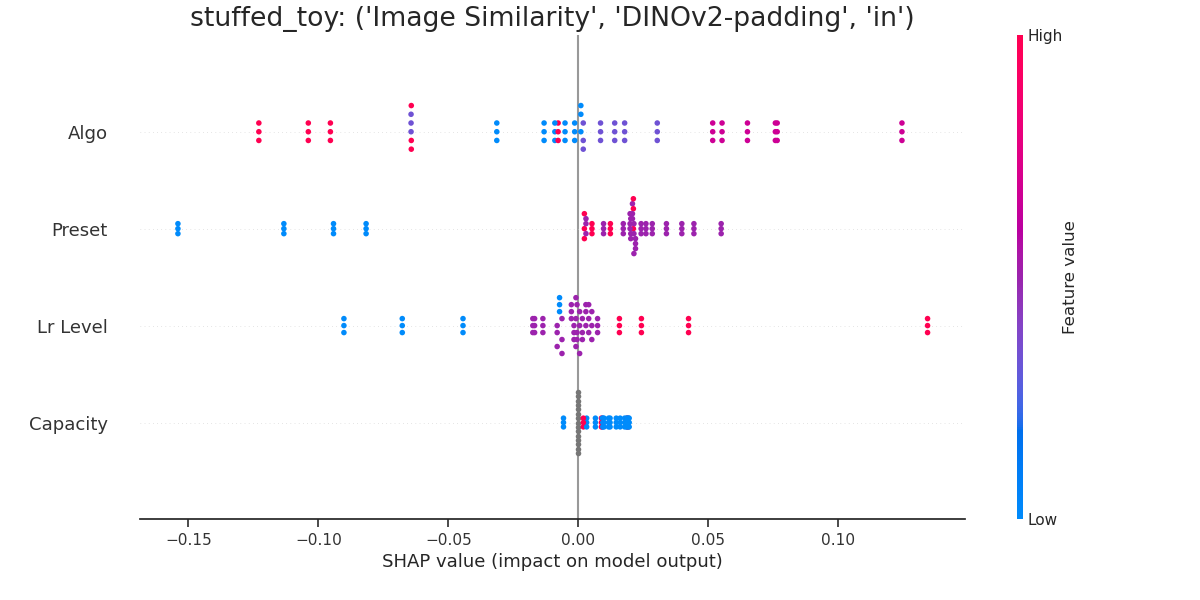 stuffed_toy: ('Image Similarity', 'DINOv2-padding', 'in')
High
Algo
Preset
Lr Level
Capacity
Feature value
Low
−0.15
−0.10
−0.05
0.00
0.05
0.10
SHAP value (impact on model output)